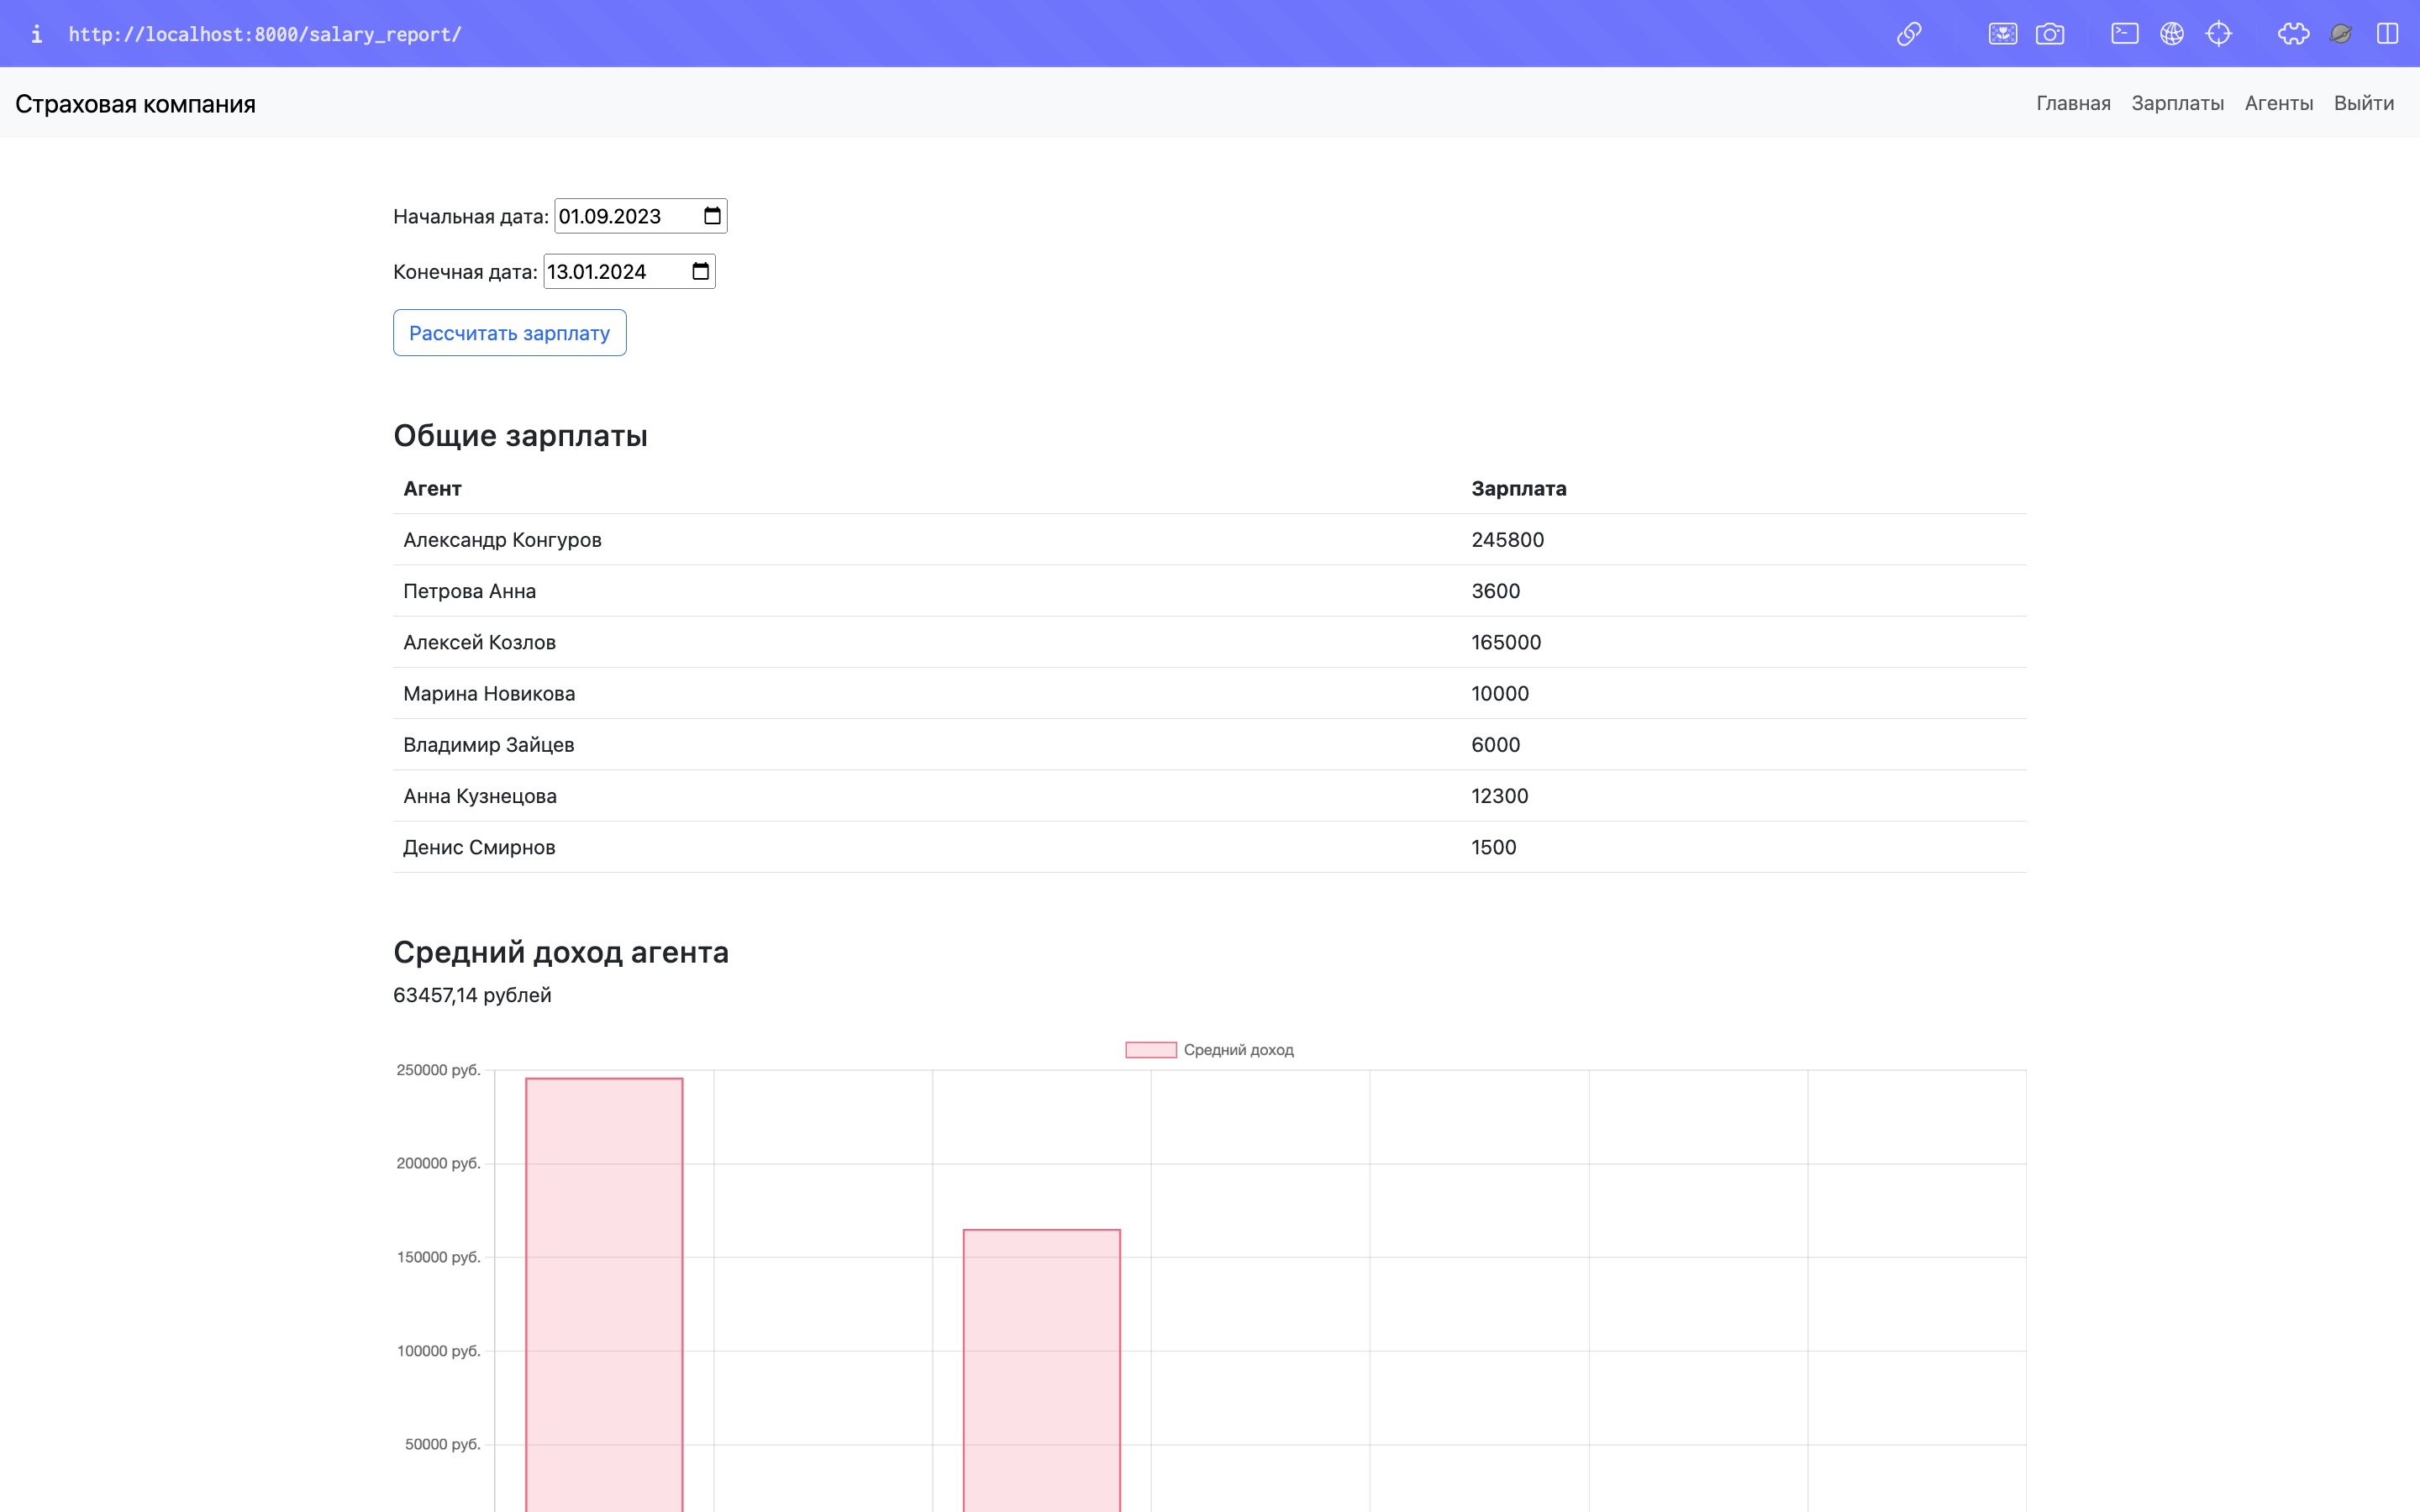 http://localhost:8000/salary_report/
Страховая компания
Главная Зарплаты Агенты Выйти
Начальная дата: 01.09.2023
Конечная дата: 13.01.2024
Рассчитать зарплату
Общие зарплаты
Агент Зарплата
Александр Конгуров 245800
Петрова Анна 3600
Алексей Козлов 165000
Марина Новикова 10000
Владимир Зайцев 6000
Анна Кузнецова 12300
Денис Смирнов 1500
Средний доход агента
63457,14 рублей
Средний доход
250000 руб.
200000 руб.
150000 руб.
100000 руб.
50000 руб.